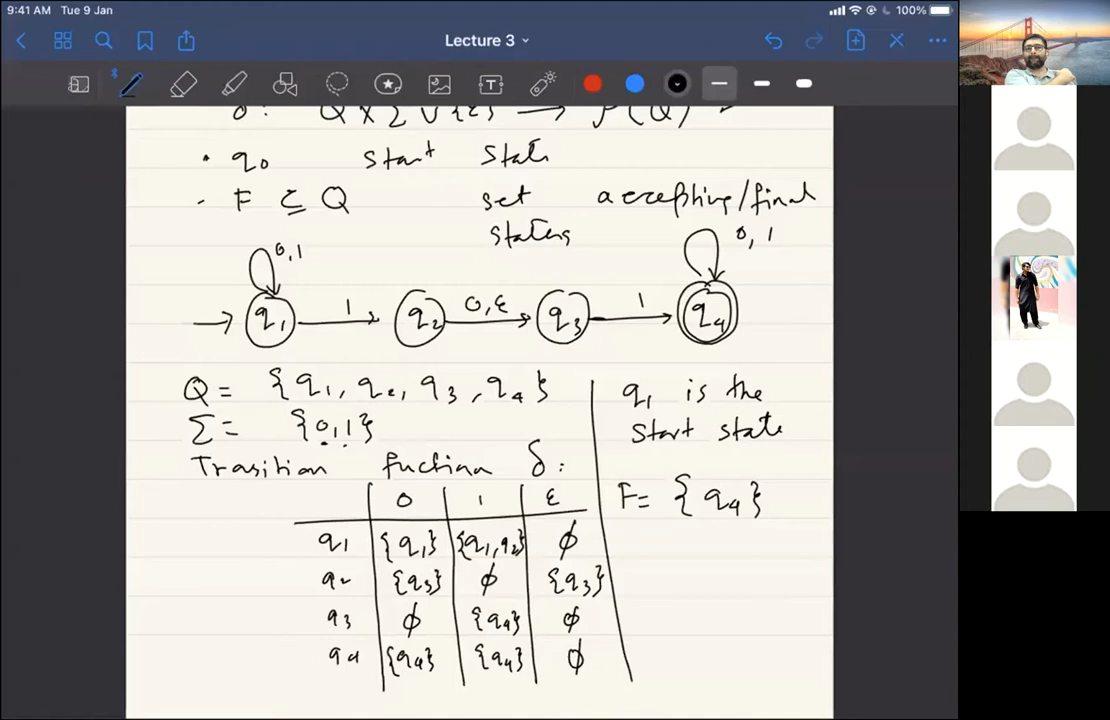 9:41 AM Tue 9 Jan 100%
Lecture 3
δ: Q × Σ ∪ {ε} → P(Q)
• q0 start state
- F ⊆ Q set accepting/final
states
0,1 0,1
q1 1 q2 0,ε q3 1 q4
Q = {q1, q2, q3, q4}
Σ = {0,1}
Trasition fuction δ:
0 1 ε
q1 {q1} {q1,q2} ϕ
q2 {q3} ϕ {q3}
q3 ϕ {q4} ϕ
q4 {q4} {q4} ϕ
q1 is the
start state
F = {q4}